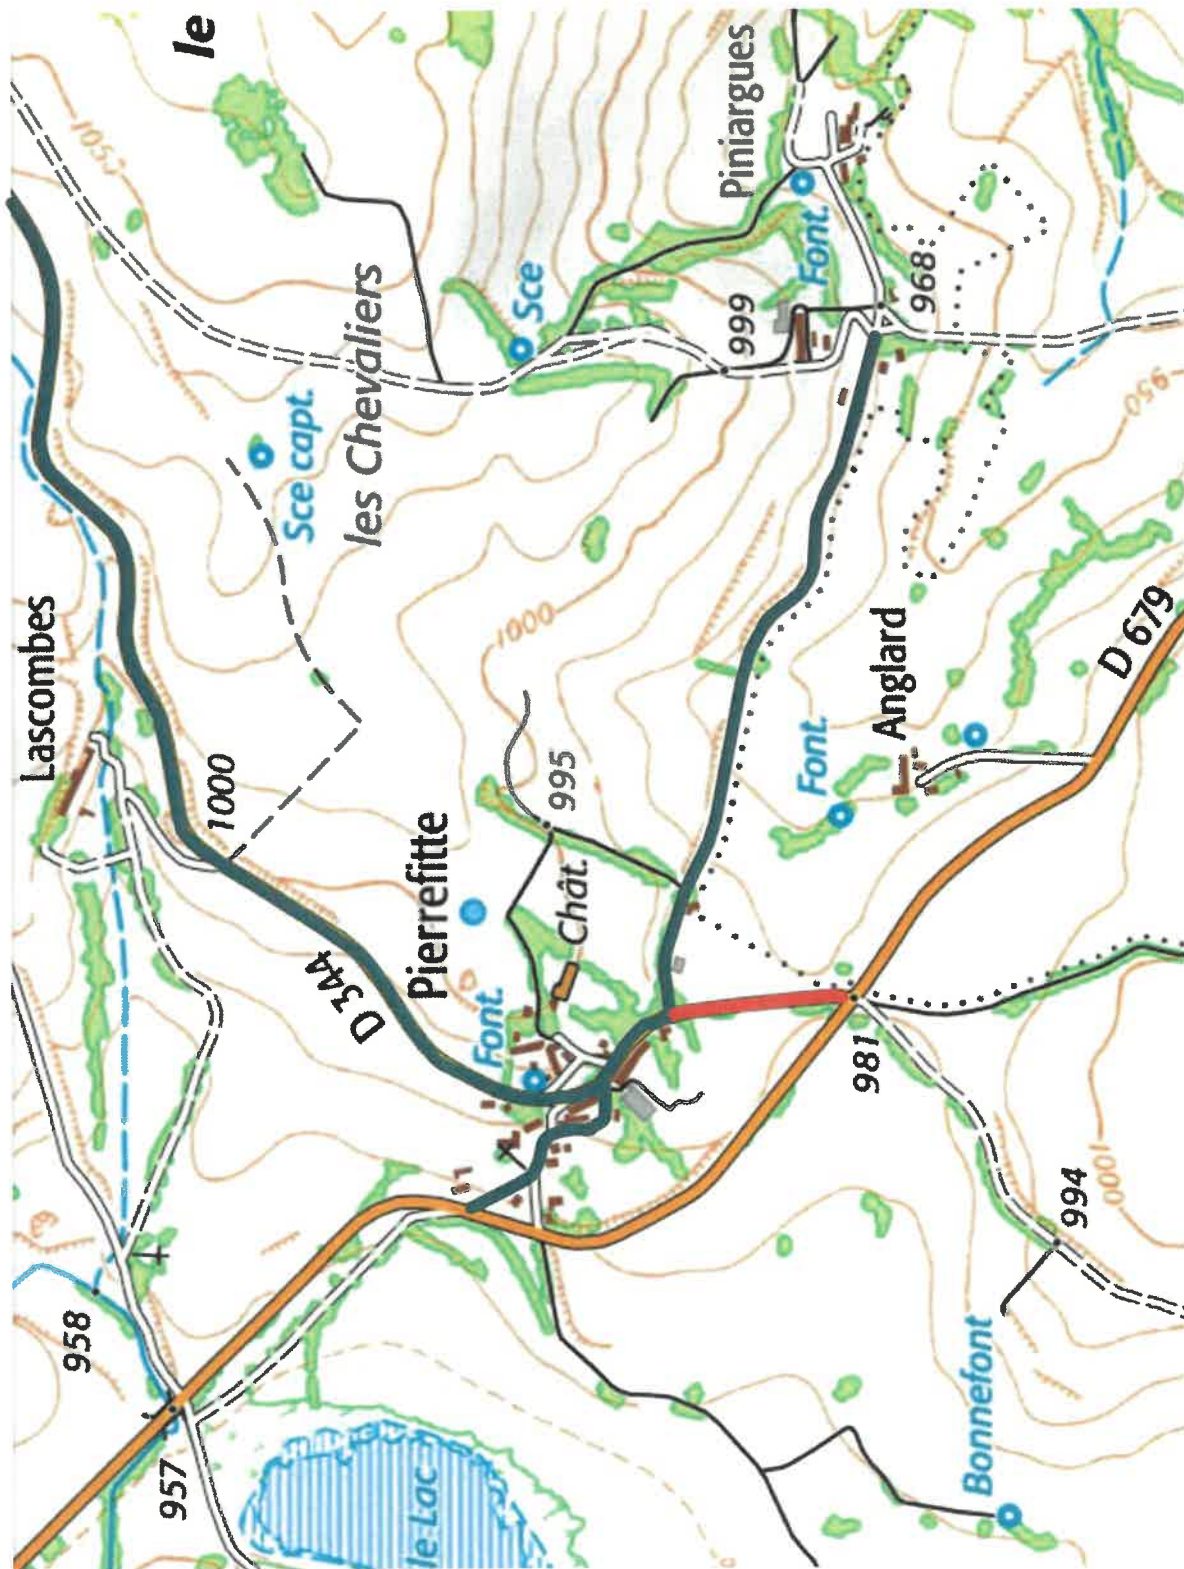 Lascombes
958
957
le
1000
Sce capt.
D 344
les Chevaliers
le Lac
Pierrefitte
Font.
1000
Sce
Chât.
995
999
Piniargues
Font.
Font.
981
Anglard
968
Bonnefont
994
1000
D 679
950